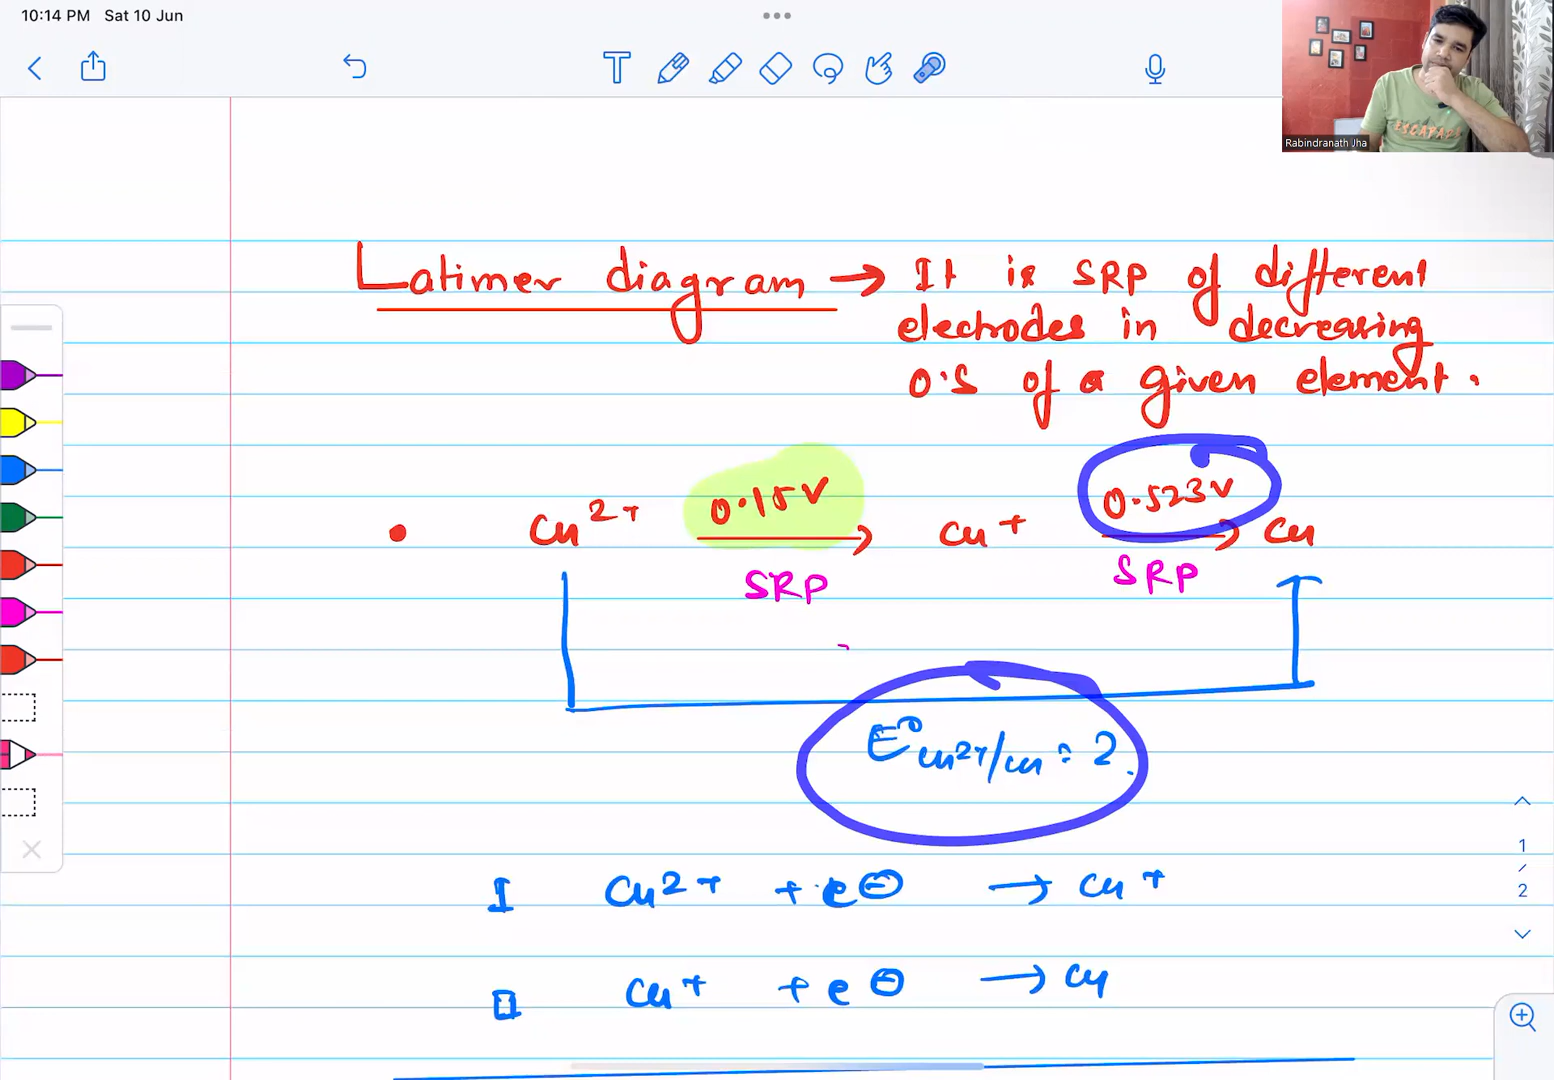 10:14 PM Sat 10 Jun
T
ESCAPA
Rabindranath Jha
Latimer diagram → It is SRP of different
electrodes in decreasing
O.S of a given element.
• Cu2+ 0.15V → Cu+ 0.523V → Cu
SRP SRP
E°Cu2+/Cu = ?
I Cu2+ + e⊖ → Cu+
II Cu+ + e⊖ → Cu
1
/
2